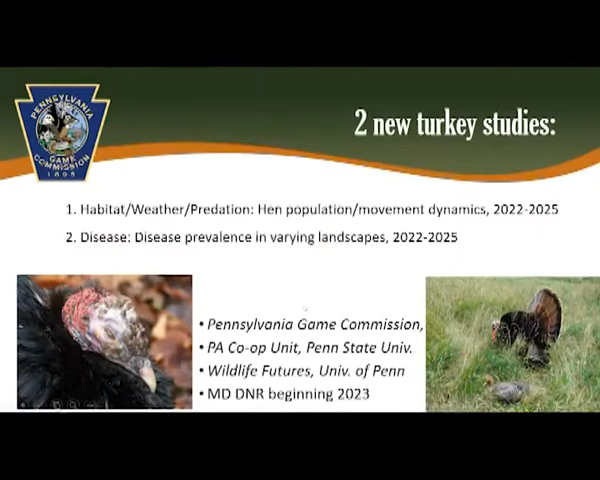 PENNSYLVANIA
GAME
COMMISSION
1895
2 new turkey studies:
1. Habitat/Weather/Predation: Hen population/movement dynamics, 2022-2025
2. Disease: Disease prevalence in varying landscapes, 2022-2025
• Pennsylvania Game Commission,
• PA Co-op Unit, Penn State Univ.
• Wildlife Futures, Univ. of Penn
• MD DNR beginning 2023